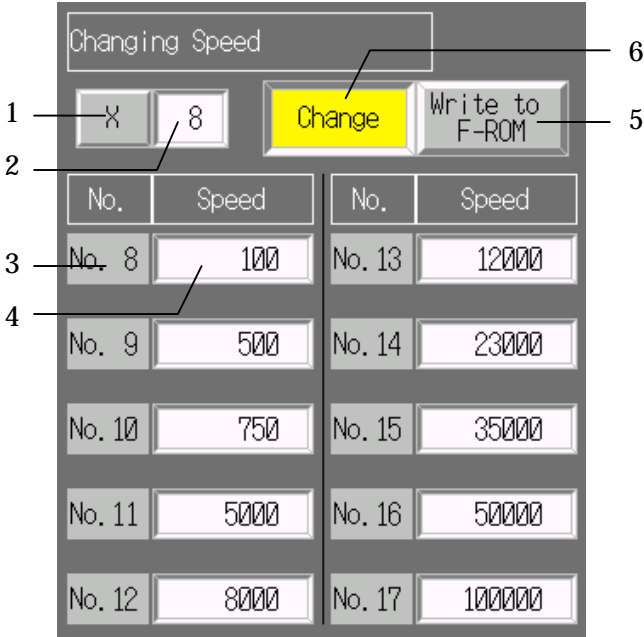 Changing Speed
6
1
X
8
Change
Write to
F-ROM
5
2
No. Speed No. Speed
3
No. 8 100 No. 13 12000
4
No. 9 500 No. 14 23000
No. 10 750 No. 15 35000
No. 11 5000 No. 16 50000
No. 12 8000 No. 17 100000